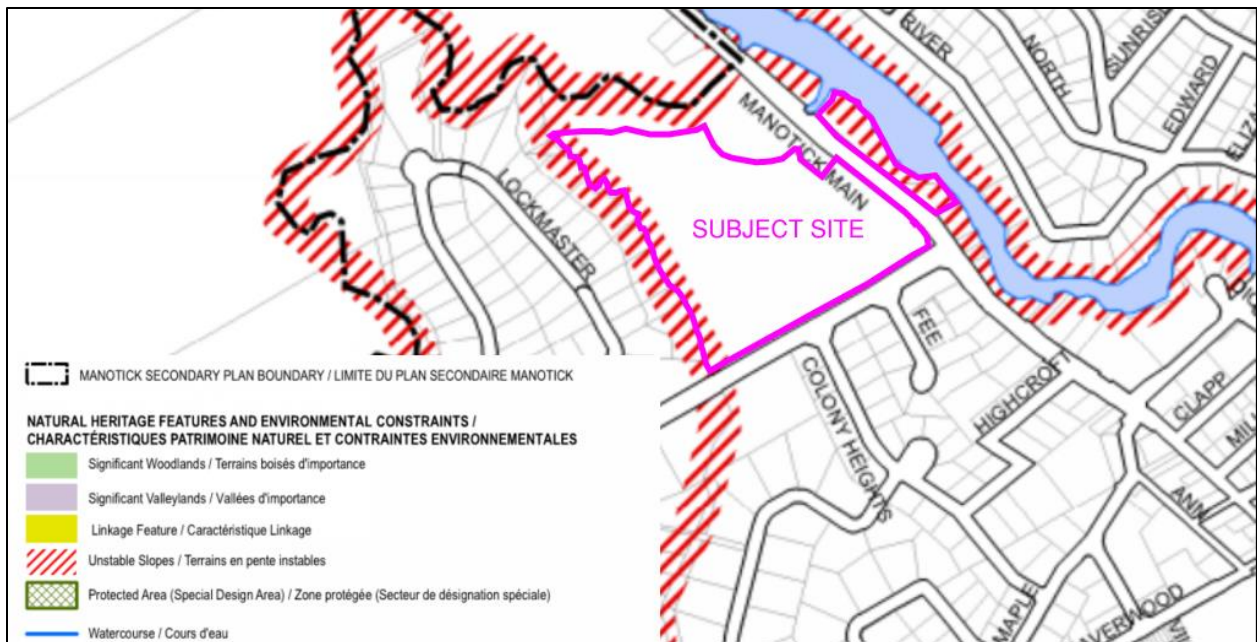 RIVER
NORTH
SUNRISE
EDWARD
MANOTICK MAIN
LOCKMASTER
SUBJECT SITE
FEE
COLONY HEIGHTS
HIGHCROFT
CLAPP
ANN
MAPLE
MANOTICK SECONDARY PLAN BOUNDARY / LIMITE DU PLAN SECONDAIRE MANOTICK
NATURAL HERITAGE FEATURES AND ENVIRONMENTAL CONSTRAINTS /
CHARACTÉRISTIQUES PATRIMOINE NATUREL ET CONTRAINTES ENVIRONNEMENTALES
Significant Woodlands / Terrains boisés d'importance
Significant Valleylands / Vallées d'importance
Linkage Feature / Caractéristique Linkage
Unstable Slopes / Terrains en pente instables
Protected Area (Special Design Area) / Zone protégée (Secteur de désignation spéciale)
Watercourse / Cours d'eau